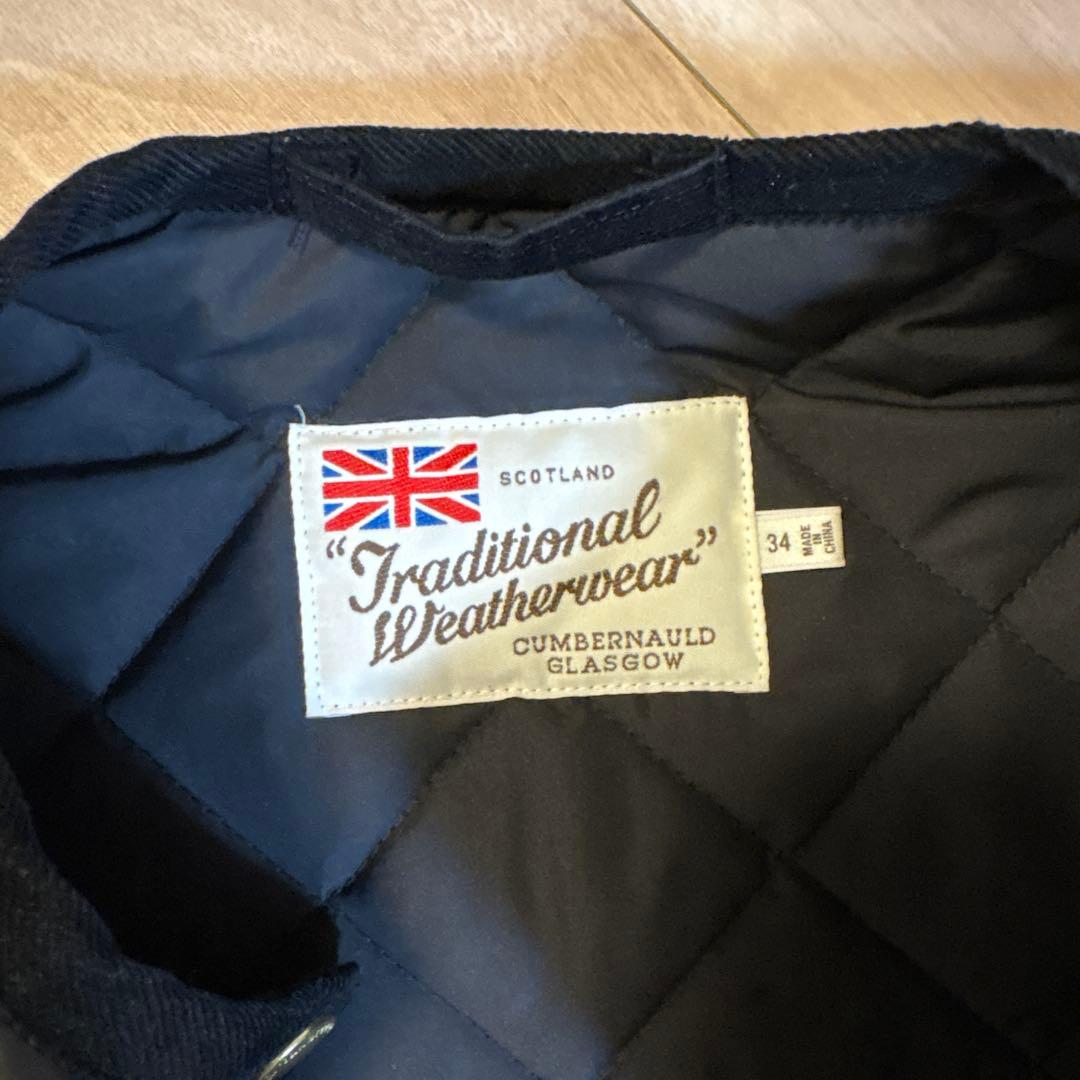 SCOTLAND
“Traditional
Weatherwear”
CUMBERNAULD
GLASGOW
34
MADE
IN
CHINA